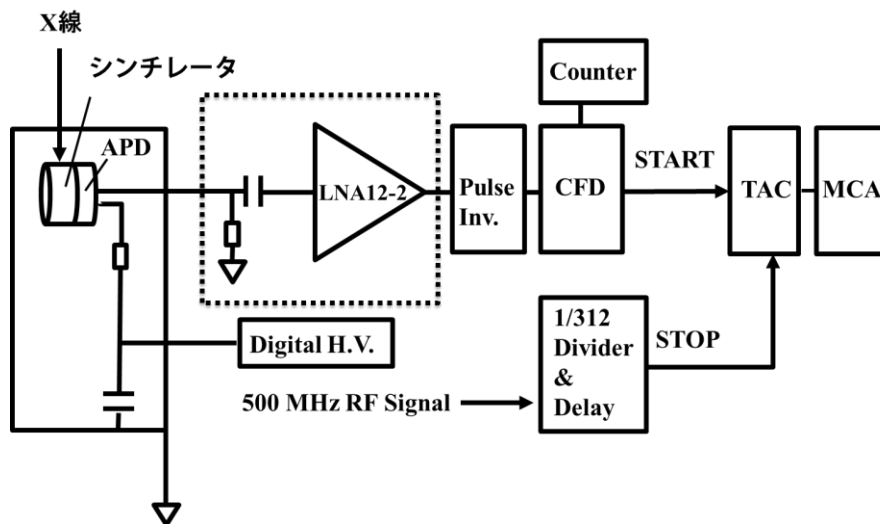 X線
シンチレータ
APD
LNA12-2
Pulse
Inv.
Counter
CFD
START
TAC
MCA
Digital H.V.
500 MHz RF Signal
1/312
Divider
&
Delay
STOP